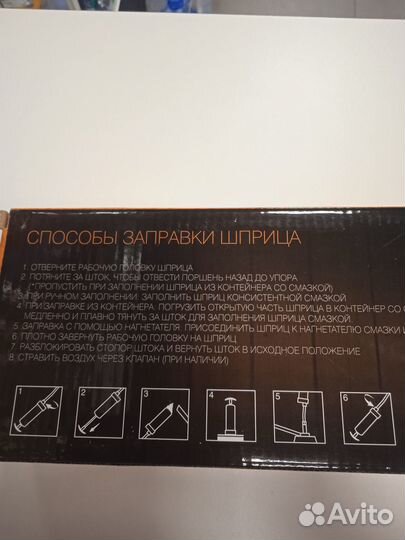 СПОСОБЫ ЗАПРАВКИ ШПРИЦА
1. ОТВЕРНИТЕ РАБОЧУЮ ГОЛОВКУ ШПРИЦА
2. ПОТЯНИТЕ ЗА ШТОК, ЧТОБЫ ОТВЕСТИ ПОРШЕНЬ НАЗАД ДО УПОРА
(*ПРОПУСТИТЬ ПРИ ЗАПОЛНЕНИИ ШПРИЦА ИЗ КОНТЕЙНЕРА СО СМАЗКОЙ)
3. ПРИ РУЧНОМ ЗАПОЛНЕНИИ: ЗАПОЛНИТЬ ШПРИЦ КОНСИСТЕНТНОЙ СМАЗКОЙ
4. ПРИ ЗАПРАВКЕ ИЗ КОНТЕЙНЕРА: ПОГРУЗИТЬ ОТКРЫТУЮ ЧАСТЬ ШПРИЦА В КОНТЕЙНЕР СО
МЕДЛЕННО И ПЛАВНО ТЯНУТЬ ЗА ШТОК ДЛЯ ЗАПОЛНЕНИЯ ШПРИЦА СМАЗКОЙ
5. ЗАПРАВКА С ПОМОЩЬЮ НАГНЕТАТЕЛЯ: ПРИСОЕДИНИТЬ ШПРИЦ К НАГНЕТАТЕЛЮ СМАЗКИ
6. ПЛОТНО ЗАВЕРНУТЬ РАБОЧУЮ ГОЛОВКУ НА ШПРИЦ
7. РАЗБЛОКИРОВАТЬ СТОПОР ШТОКА И ВЕРНУТЬ ШТОК В ИСХОДНОЕ ПОЛОЖЕНИЕ
8. СТРАВИТЬ ВОЗДУХ ЧЕРЕЗ КЛАПАН (ПРИ НАЛИЧИИ)
1 2 3 4 5 6
Avito